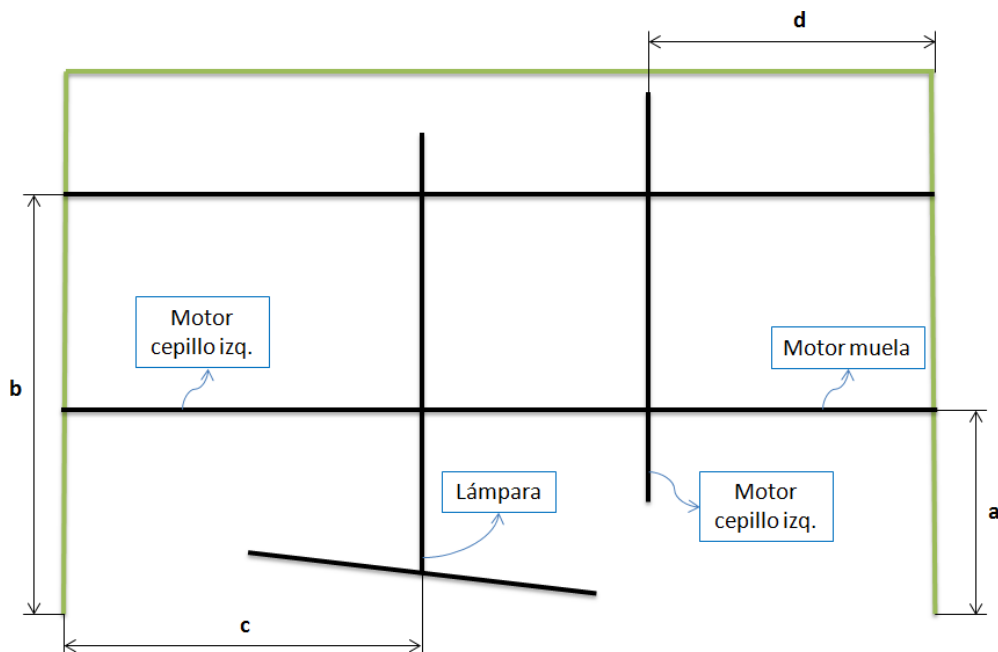 d
Motor
cepillo izq.
Motor muela
b
Lámpara
Motor
cepillo izq.
a
c